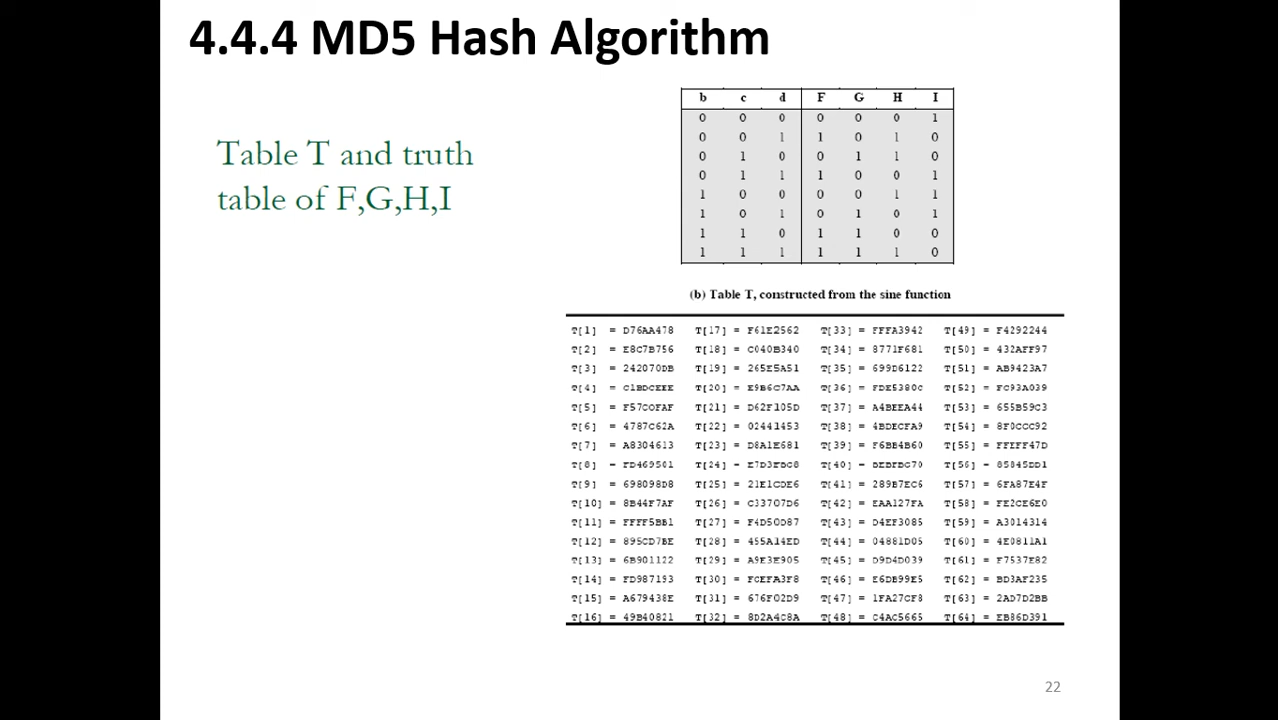 4.4.4 MD5 Hash Algorithm
Table T and truth
table of F,G,H,I
b c d F G H I
0 0 0 0 0 0 1
0 0 1 1 0 1 0
0 1 0 0 1 1 0
0 1 1 1 0 0 1
1 0 0 0 0 1 1
1 0 1 0 1 0 1
1 1 0 1 1 0 0
1 1 1 1 1 1 0
(b) Table T, constructed from the sine function
T[1] = D76AA478 T[17] = F61E2562 T[33] = FFFA3942 T[49] = F4292244
T[2] = E8C7B756 T[18] = C040B340 T[34] = 8771F681 T[50] = 432AFF97
T[3] = 242070DB T[19] = 265E5A51 T[35] = 699D6122 T[51] = AB9423A7
T[4] = C1BDCEEE T[20] = E9B6C7AA T[36] = FDE5380C T[52] = FC93A039
T[5] = F57C0FAF T[21] = D62F105D T[37] = A4BEEA44 T[53] = 655B59C3
T[6] = 4787C62A T[22] = 02441453 T[38] = 4BDECFA9 T[54] = 8F0CCC92
T[7] = A8304613 T[23] = D8A1E681 T[39] = F6BB4B60 T[55] = FFEFF47D
T[8] = FD469501 T[24] = E7D3FBC8 T[40] = BEBFBC70 T[56] = 85845DD1
T[9] = 698098D8 T[25] = 21E1CDE6 T[41] = 289B7EC6 T[57] = 6FA87E4F
T[10] = 8B44F7AF T[26] = C33707D6 T[42] = EAA127FA T[58] = FE2CE6E0
T[11] = FFFF5BB1 T[27] = F4D50D87 T[43] = D4EF3085 T[59] = A3014314
T[12] = 895CD7BE T[28] = 455A14ED T[44] = 04881D05 T[60] = 4E0811A1
T[13] = 6B901122 T[29] = A9E3E905 T[45] = D9D4D039 T[61] = F7537E82
T[14] = FD987193 T[30] = FCEFA3F8 T[46] = E6DB99E5 T[62] = BD3AF235
T[15] = A679438E T[31] = 676F02D9 T[47] = 1FA27CF8 T[63] = 2AD7D2BB
T[16] = 49B40821 T[32] = 8D2A4C8A T[48] = C4AC5665 T[64] = EB86D391
22